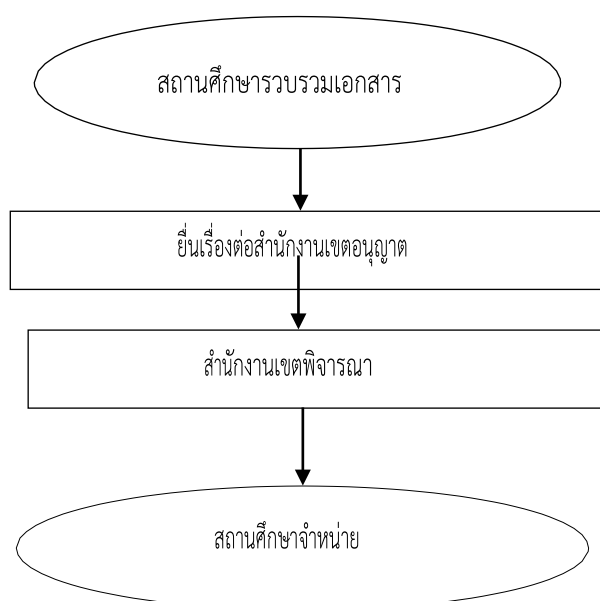 สถานศึกษารวบรวมเอกสาร
ยื่นเรื่องต่อสำนักงานเขตอนุญาต
สำนักงานเขตพิจารณา
สถานศึกษาจำหน่าย